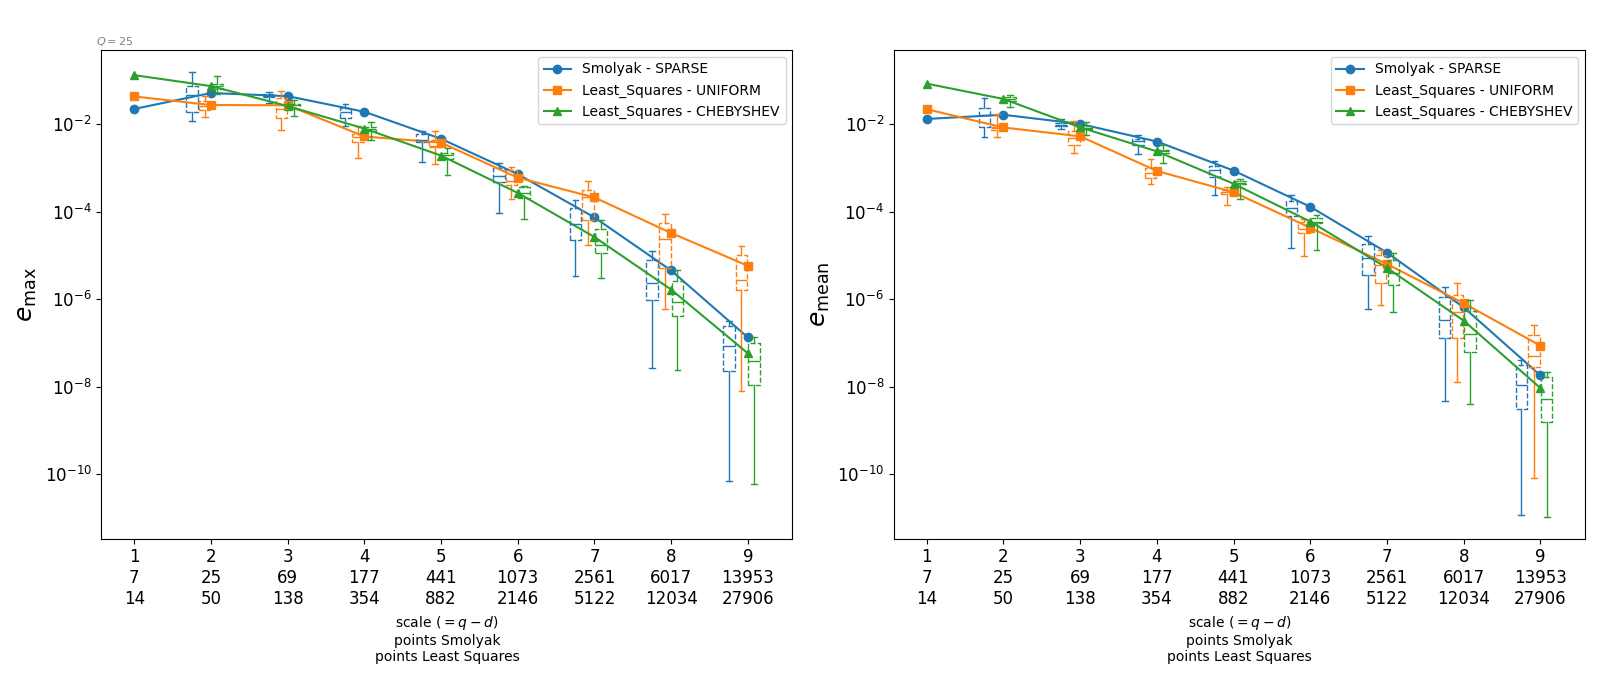 Q = 25
Smolyak - SPARSE
Least_Squares - UNIFORM
Least_Squares - CHEBYSHEV
10⁻²
10⁻⁴
10⁻⁶
10⁻⁸
10⁻¹⁰
e_max
1 2 3 4 5 6 7 8 9
7 25 69 177 441 1073 2561 6017 13953
14 50 138 354 882 2146 5122 12034 27906
scale (= q − d)
points Smolyak
points Least Squares
Smolyak - SPARSE
Least_Squares - UNIFORM
Least_Squares - CHEBYSHEV
10⁻²
10⁻⁴
10⁻⁶
10⁻⁸
10⁻¹⁰
e_mean
1 2 3 4 5 6 7 8 9
7 25 69 177 441 1073 2561 6017 13953
14 50 138 354 882 2146 5122 12034 27906
scale (= q − d)
points Smolyak
points Least Squares